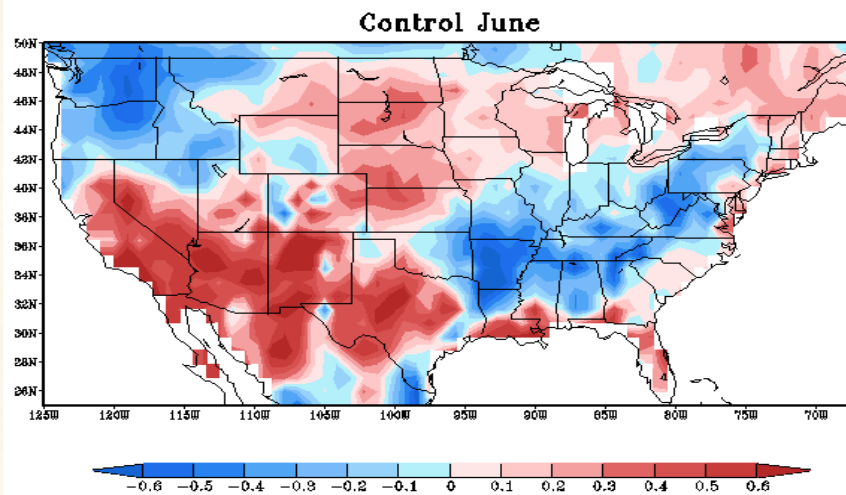 Control June
50N
48N
46N
44N
42N
40N
38N
36N
34N
32N
30N
28N
26N
125W 120W 115W 110W 105W 100W 95W 90W 85W 80W 75W 70W
-0.6 -0.5 -0.4 -0.3 -0.2 -0.1 0 0.1 0.2 0.3 0.4 0.5 0.6